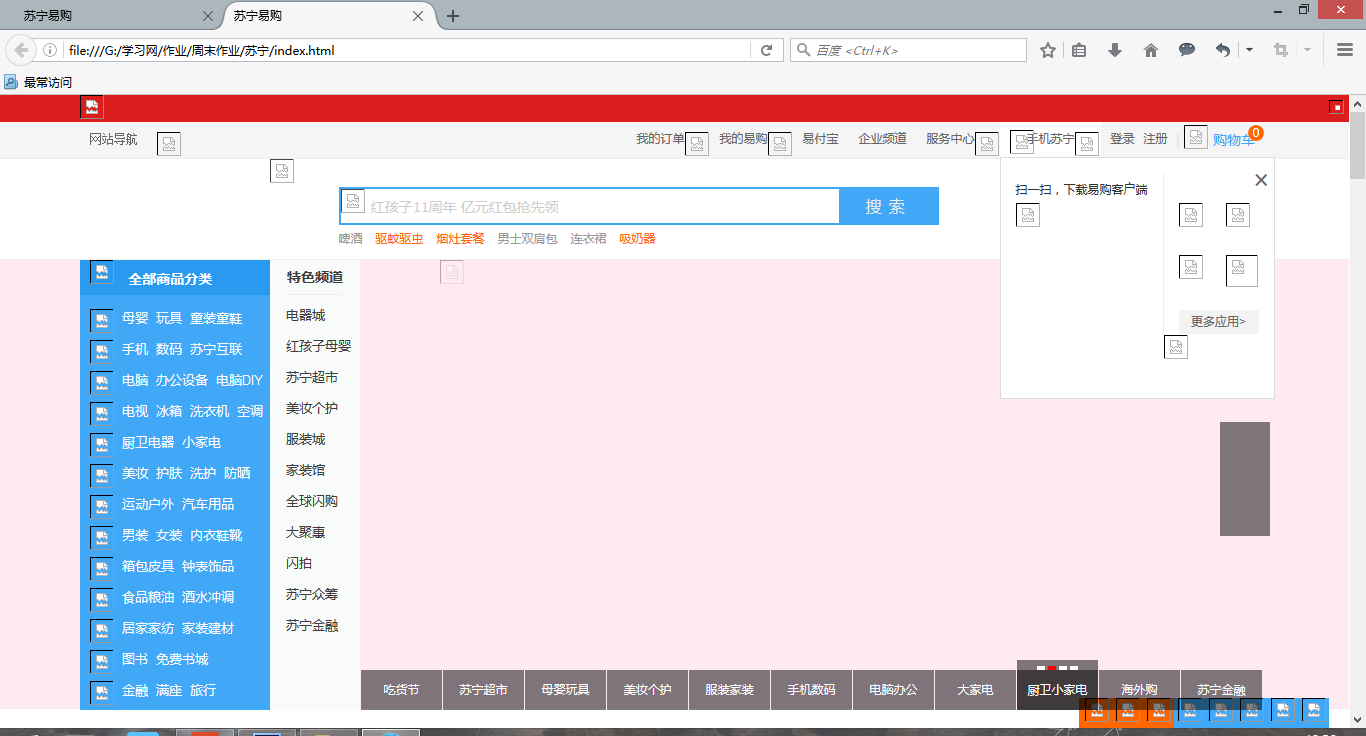 苏宁易购 苏宁易购
file:///G:/学习网/作业/周末作业/苏宁/index.html 百度 <Ctrl+K>
最常访问
网站导航 我的订单 我的易购 易付宝 企业频道 服务中心 手机苏宁 登录 注册 购物车 0
扫一扫，下载易购客户端
红孩子11周年 亿元红包抢先领 搜 索
啤酒 驱蚊驱虫 烟灶套餐 男士双肩包 连衣裙 吸奶器
更多应用>
全部商品分类 特色频道
母婴 玩具 童装童鞋 电器城
手机 数码 苏宁互联 红孩子母婴
电脑 办公设备 电脑DIY 苏宁超市
电视 冰箱 洗衣机 空调 美妆个护
厨卫电器 小家电 服装城
美妆 护肤 洗护 防晒 家装馆
运动户外 汽车用品 全球闪购
男装 女装 内衣鞋靴 大聚惠
箱包皮具 钟表饰品 闪拍
食品粮油 酒水冲调 苏宁众筹
居家家纺 家装建材 苏宁金融
图书 免费书城
金融 满座 旅行
吃货节 苏宁超市 母婴玩具 美妆个护 服装家装 手机数码 电脑办公 大家电 厨卫小家电 海外购 苏宁金融